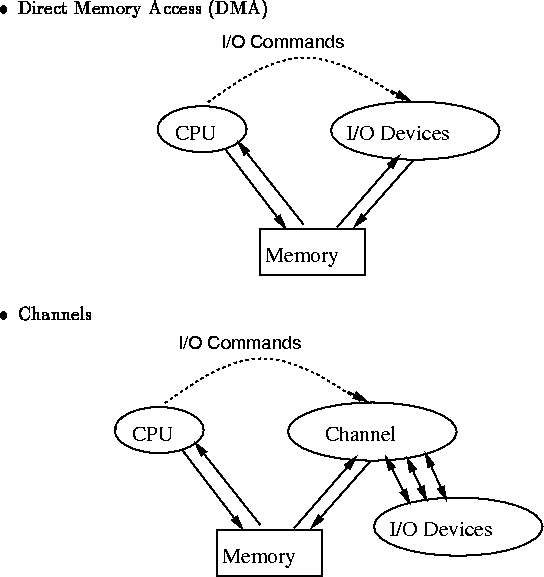 • Direct Memory Access (DMA)
I/O Commands
CPU
I/O Devices
Memory
• Channels
I/O Commands
CPU
Channel
I/O Devices
Memory